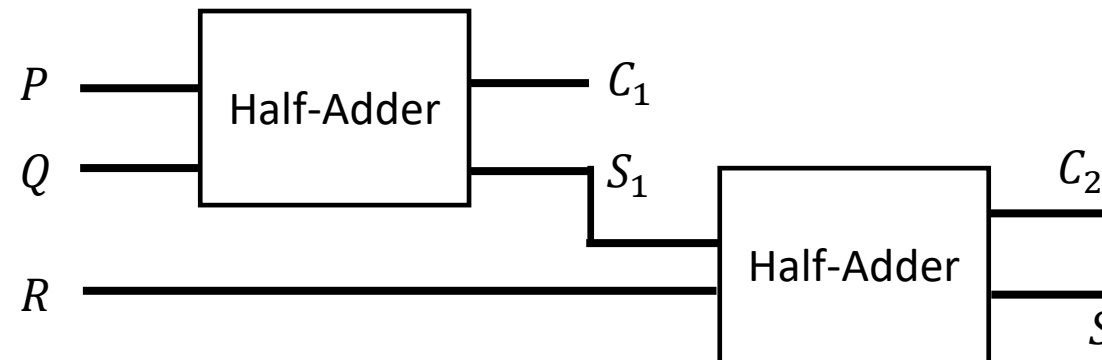 P
C₁
Half-Adder
Q
S₁
C₂
R
Half-Adder
S